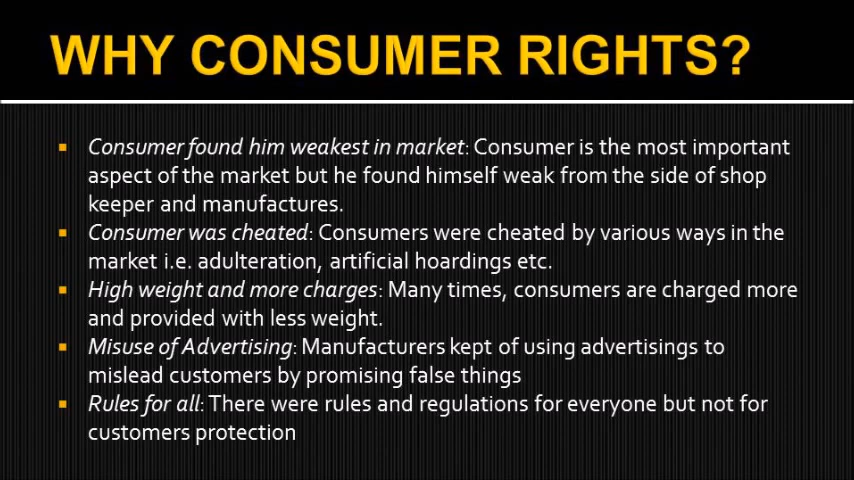 WHY CONSUMER RIGHTS?
Consumer found him weakest in market: Consumer is the most important
aspect of the market but he found himself weak from the side of shop
keeper and manufactures.
Consumer was cheated: Consumers were cheated by various ways in the
market i.e. adulteration, artificial hoardings etc.
High weight and more charges: Many times, consumers are charged more
and provided with less weight.
Misuse of Advertising: Manufacturers kept of using advertisings to
mislead customers by promising false things
Rules for all: There were rules and regulations for everyone but not for
customers protection